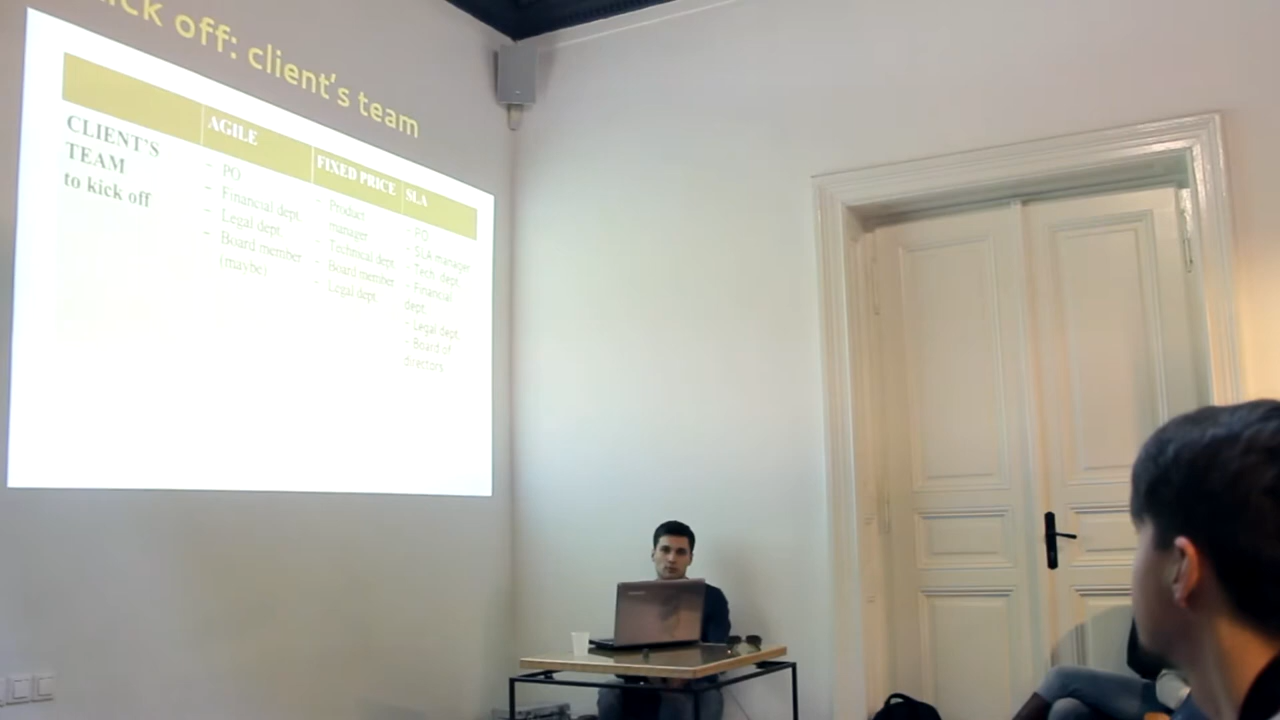 ick off: client's team
AGILE
FIXED PRICE
SLA
CLIENT'S
TEAM
to kick off
- PO
- Financial dept.
- Legal dept.
- Board member
(maybe)
- Product
manager
- Technical dept
- Board member
- Legal dept
- PO
- SLA manager
- Tech. dept.
- Financial
dept.
- Legal dept.
- Board of
directors